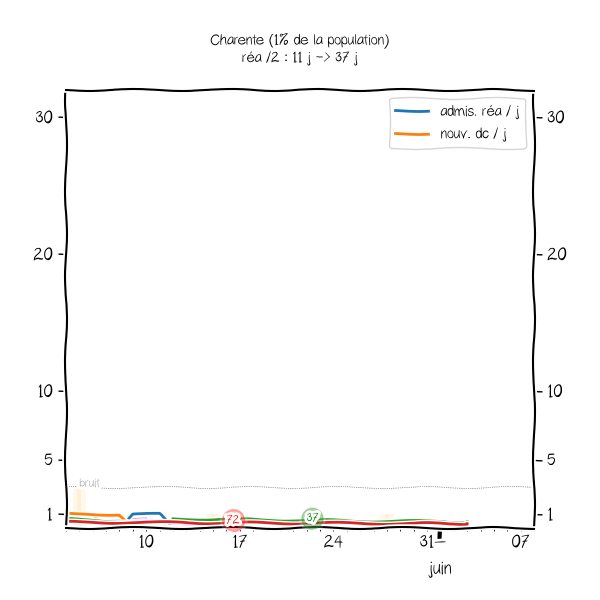 Charente (1% de la population)
réa /2 : 11 j -> 37 j
admis. réa / j
nouv. dc / j
30
30
20
20
10
10
5
5
bruit
1
1
72
37
10
17
24
31
07
juin